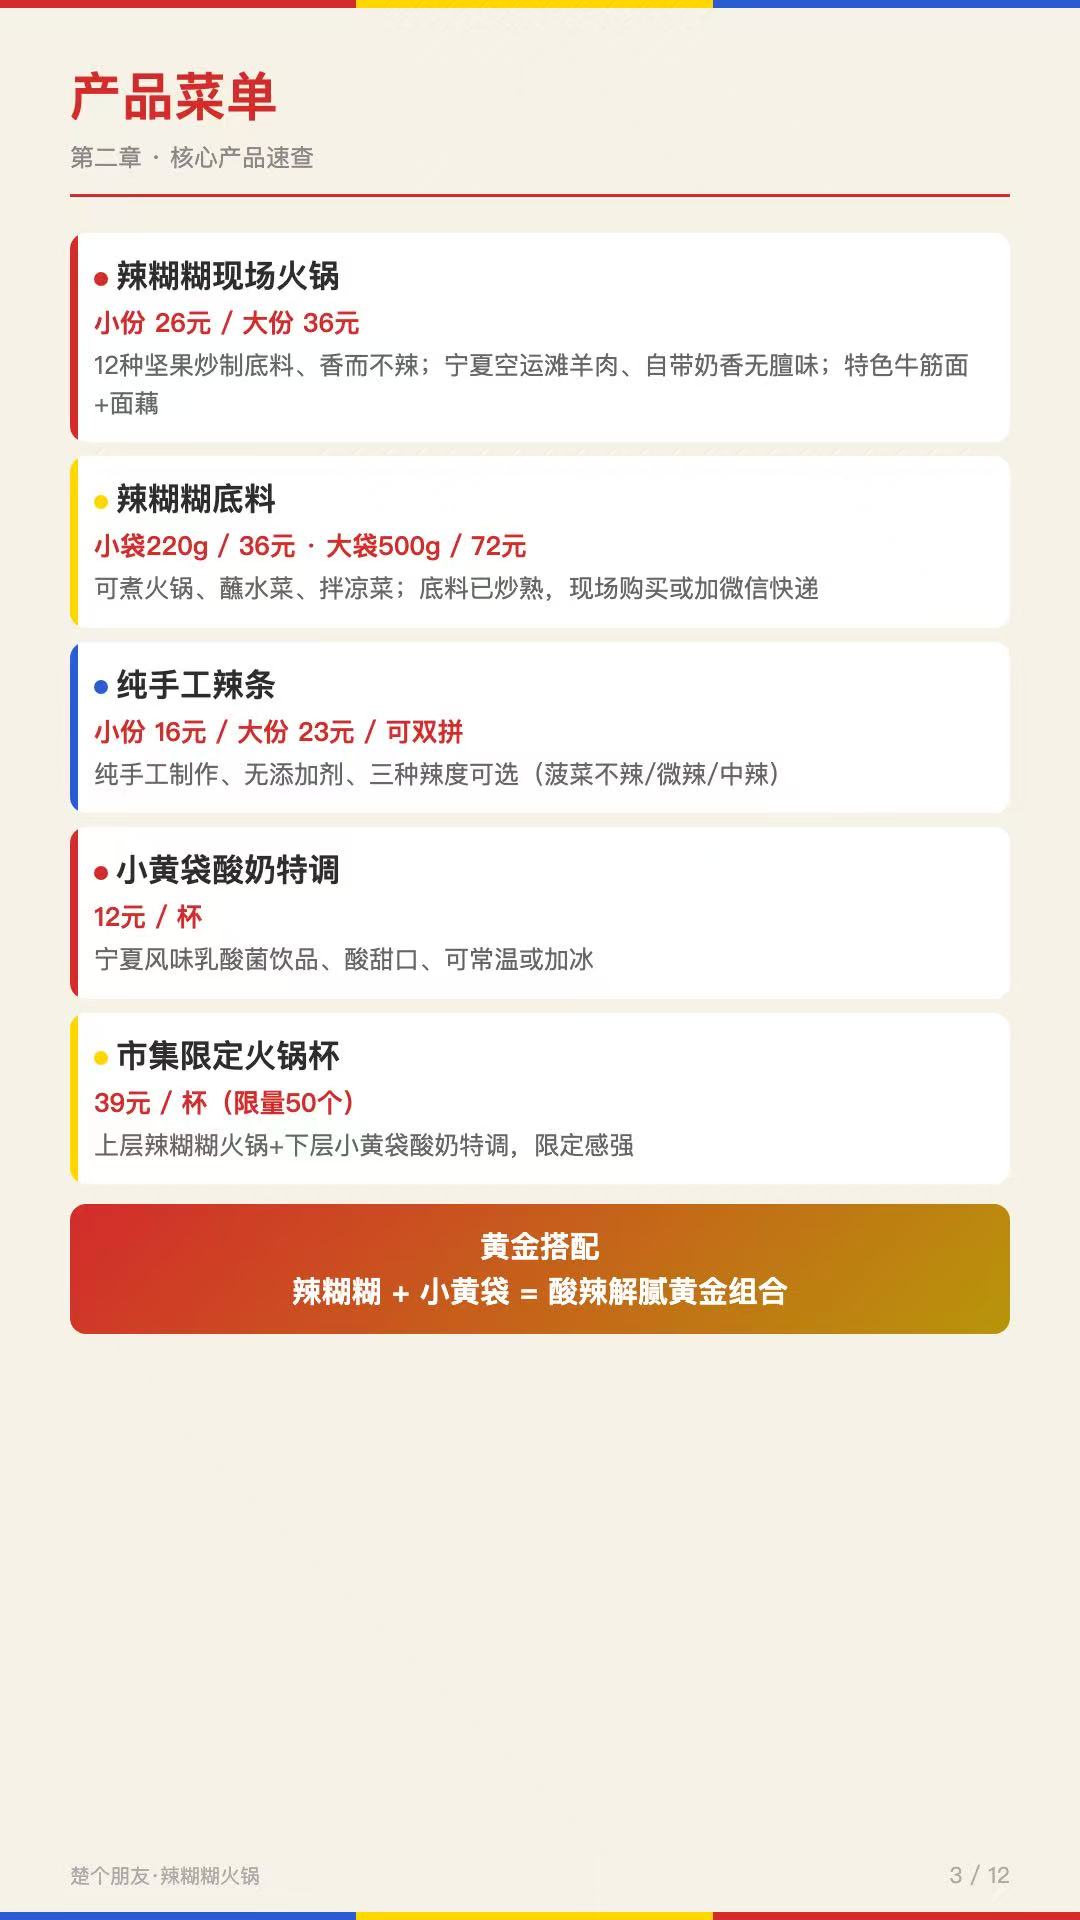 产品菜单
第二章 · 核心产品速查
辣糊糊现场火锅
小份 26元 / 大份 36元
12种坚果炒制底料、香而不辣；宁夏空运滩羊肉、自带奶香无膻味；特色牛筋面
+面藕
辣糊糊底料
小袋220g / 36元 · 大袋500g / 72元
可煮火锅、蘸水菜、拌凉菜；底料已炒熟，现场购买或加微信快递
纯手工辣条
小份 16元 / 大份 23元 / 可双拼
纯手工制作、无添加剂、三种辣度可选（菠菜不辣/微辣/中辣）
小黄袋酸奶特调
12元 / 杯
宁夏风味乳酸菌饮品、酸甜口、可常温或加冰
市集限定火锅杯
39元 / 杯（限量50个）
上层辣糊糊火锅+下层小黄袋酸奶特调，限定感强
黄金搭配
辣糊糊 + 小黄袋 = 酸辣解腻黄金组合
楚个朋友·辣糊糊火锅
3 / 12